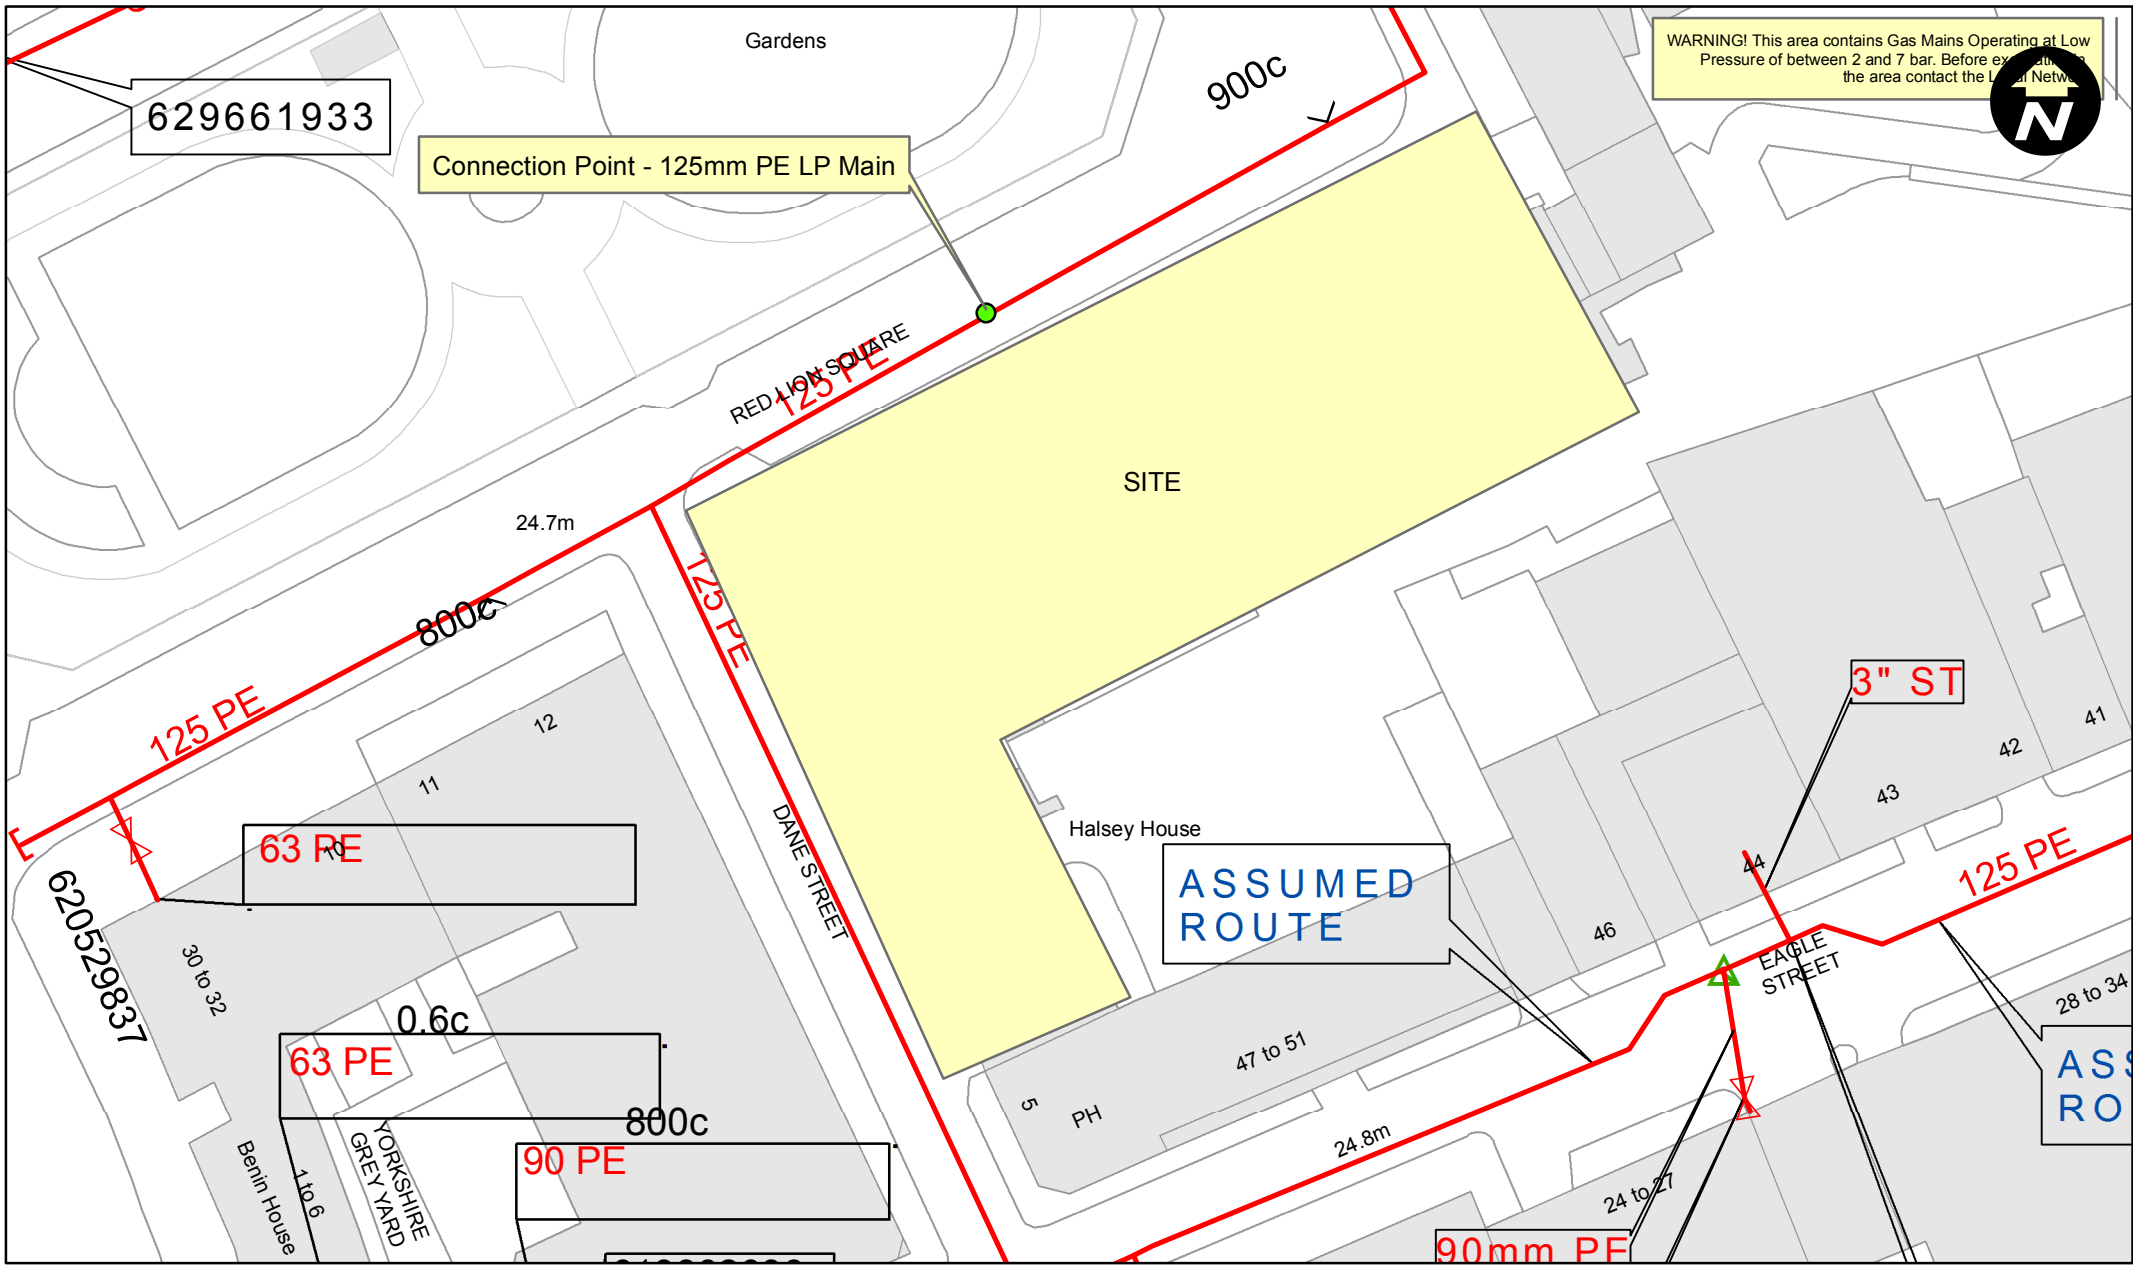 Gardens
900c
WARNING! This area contains Gas Mains Operating at Low
Pressure of between 2 and 7 bar. Before
the area contact the
N
629661933
Connection Point - 125mm PE LP Main
RED LION SQUARE
125 PE
SITE
24.7m
125 PE
800c
125 PE
12
11
10
63 PE
DANE STREET
Halsey House
3" ST
41
42
43
44
46
125 PE
ASSUMED
ROUTE
620529837
30 to 32
EAGLE
STREET
28 to 34
0.6c
63 PE
47 to 51
5
PH
800c
90 PE
24.8m
YORKSHIRE
GREY YARD
Benin House
1 to 6
24 to 27
90mm PE